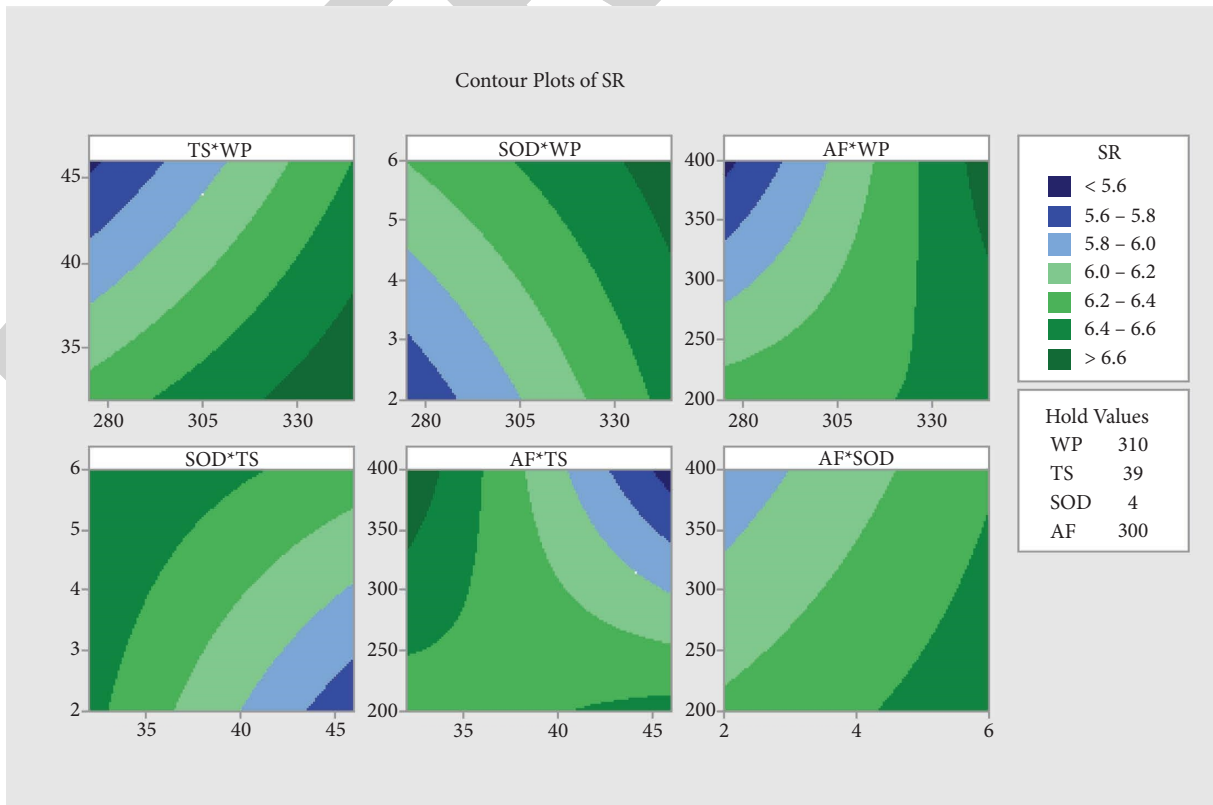 Contour Plots of SR
TS*WP
45
40
35
280 305 330
SOD*WP
6
5
4
3
2
280 305 330
AF*WP
400
350
300
250
200
280 305 330
SOD*TS
6
5
4
3
2
35 40 45
AF*TS
400
350
300
250
200
35 40 45
AF*SOD
400
350
300
250
200
2 4 6
SR
< 5.6
5.6 – 5.8
5.8 – 6.0
6.0 – 6.2
6.2 – 6.4
6.4 – 6.6
> 6.6
Hold Values
WP 310
TS 39
SOD 4
AF 300